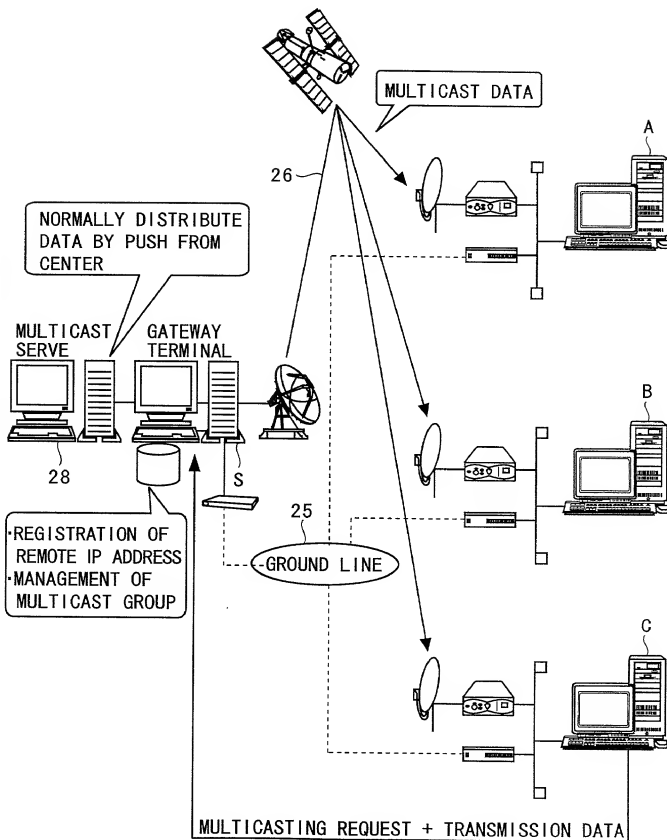 MULTICAST DATA
A
26
NORMALLY DISTRIBUTE
DATA BY PUSH FROM
CENTER
MULTICAST
SERVE
GATEWAY
TERMINAL
B
28
S
·REGISTRATION OF
REMOTE IP ADDRESS
·MANAGEMENT OF
MULTICAST GROUP
25
GROUND LINE
C
MULTICASTING REQUEST + TRANSMISSION DATA